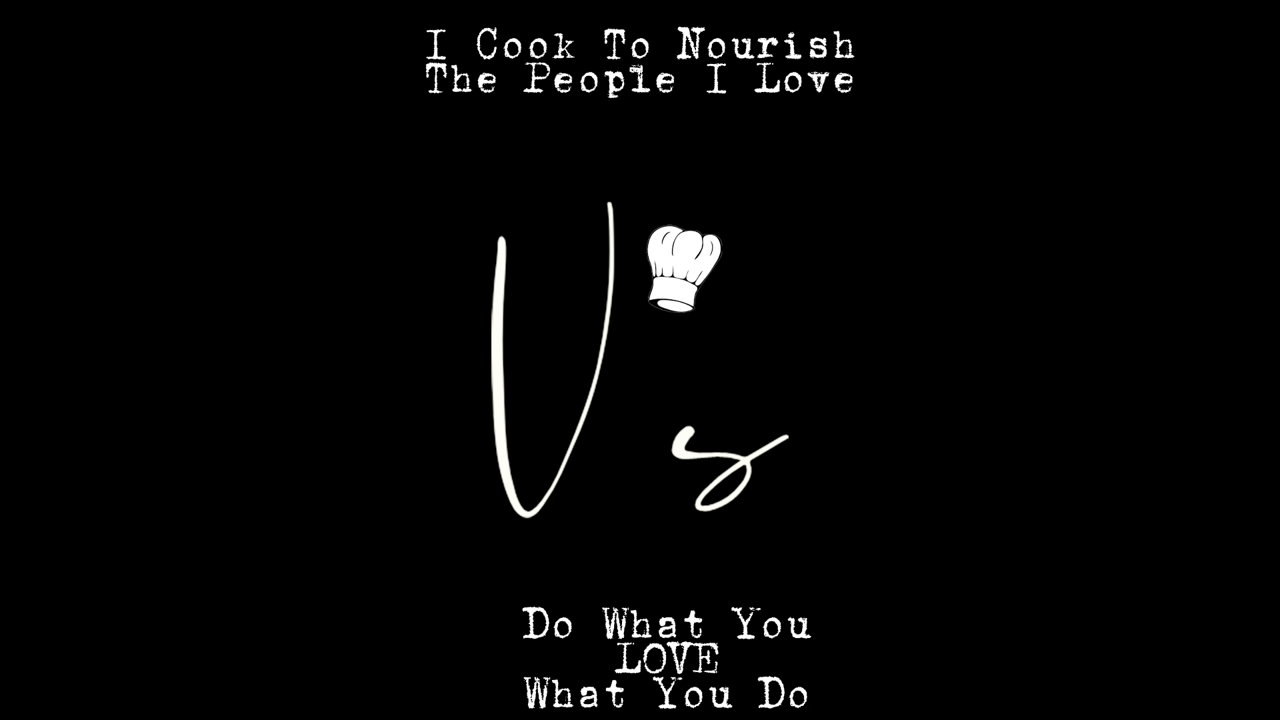 I Cook To Nourish
The People I Love
V's
Do What You
LOVE
What You Do